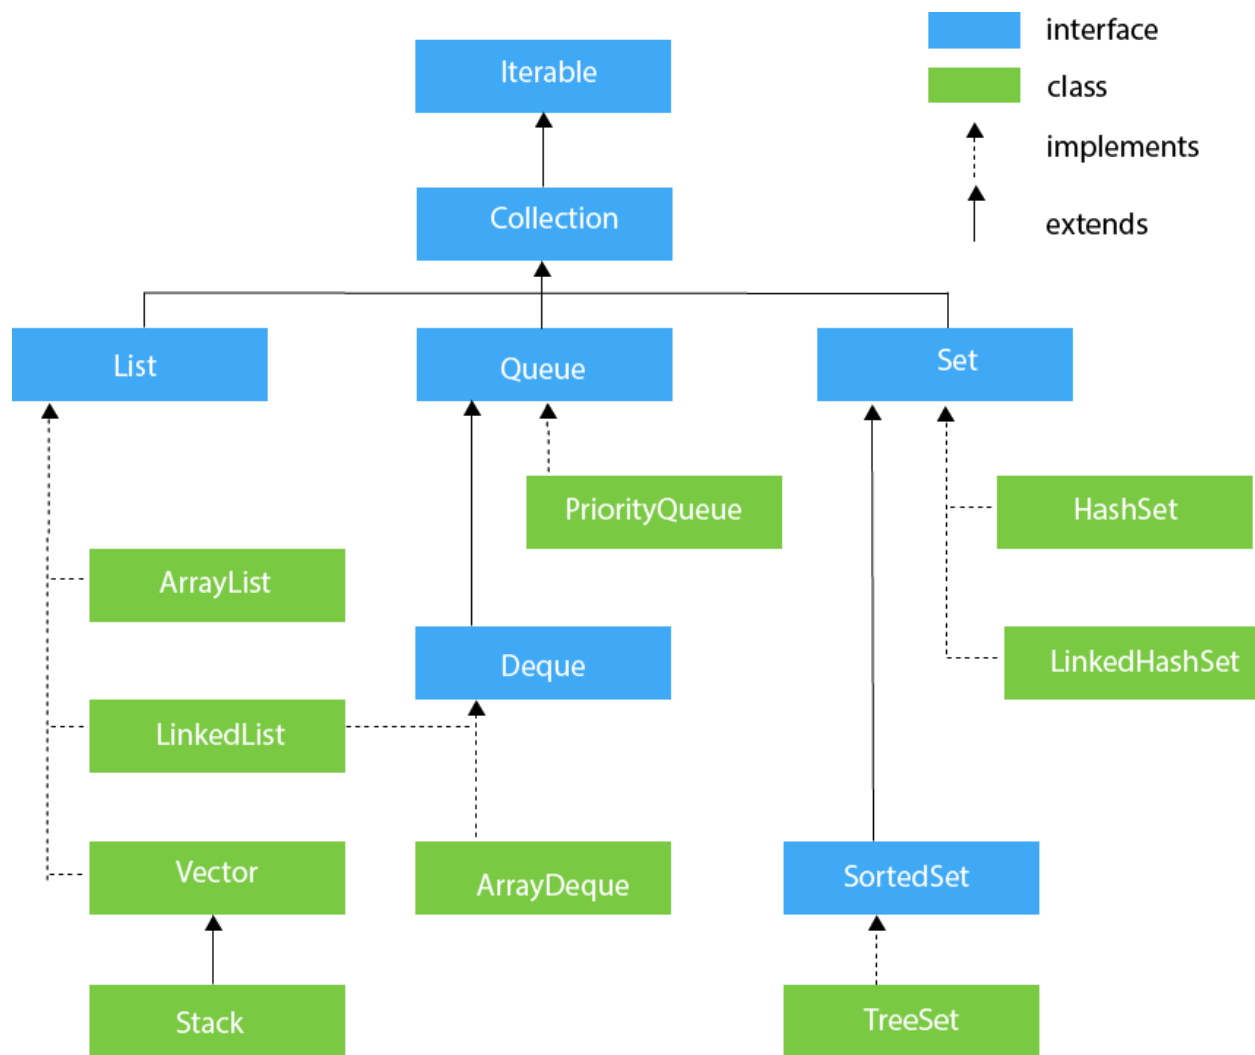 interface
Iterable
class
implements
Collection
extends
List
Queue
Set
PriorityQueue
HashSet
ArrayList
Deque
LinkedHashSet
LinkedList
Vector
ArrayDeque
SortedSet
Stack
TreeSet